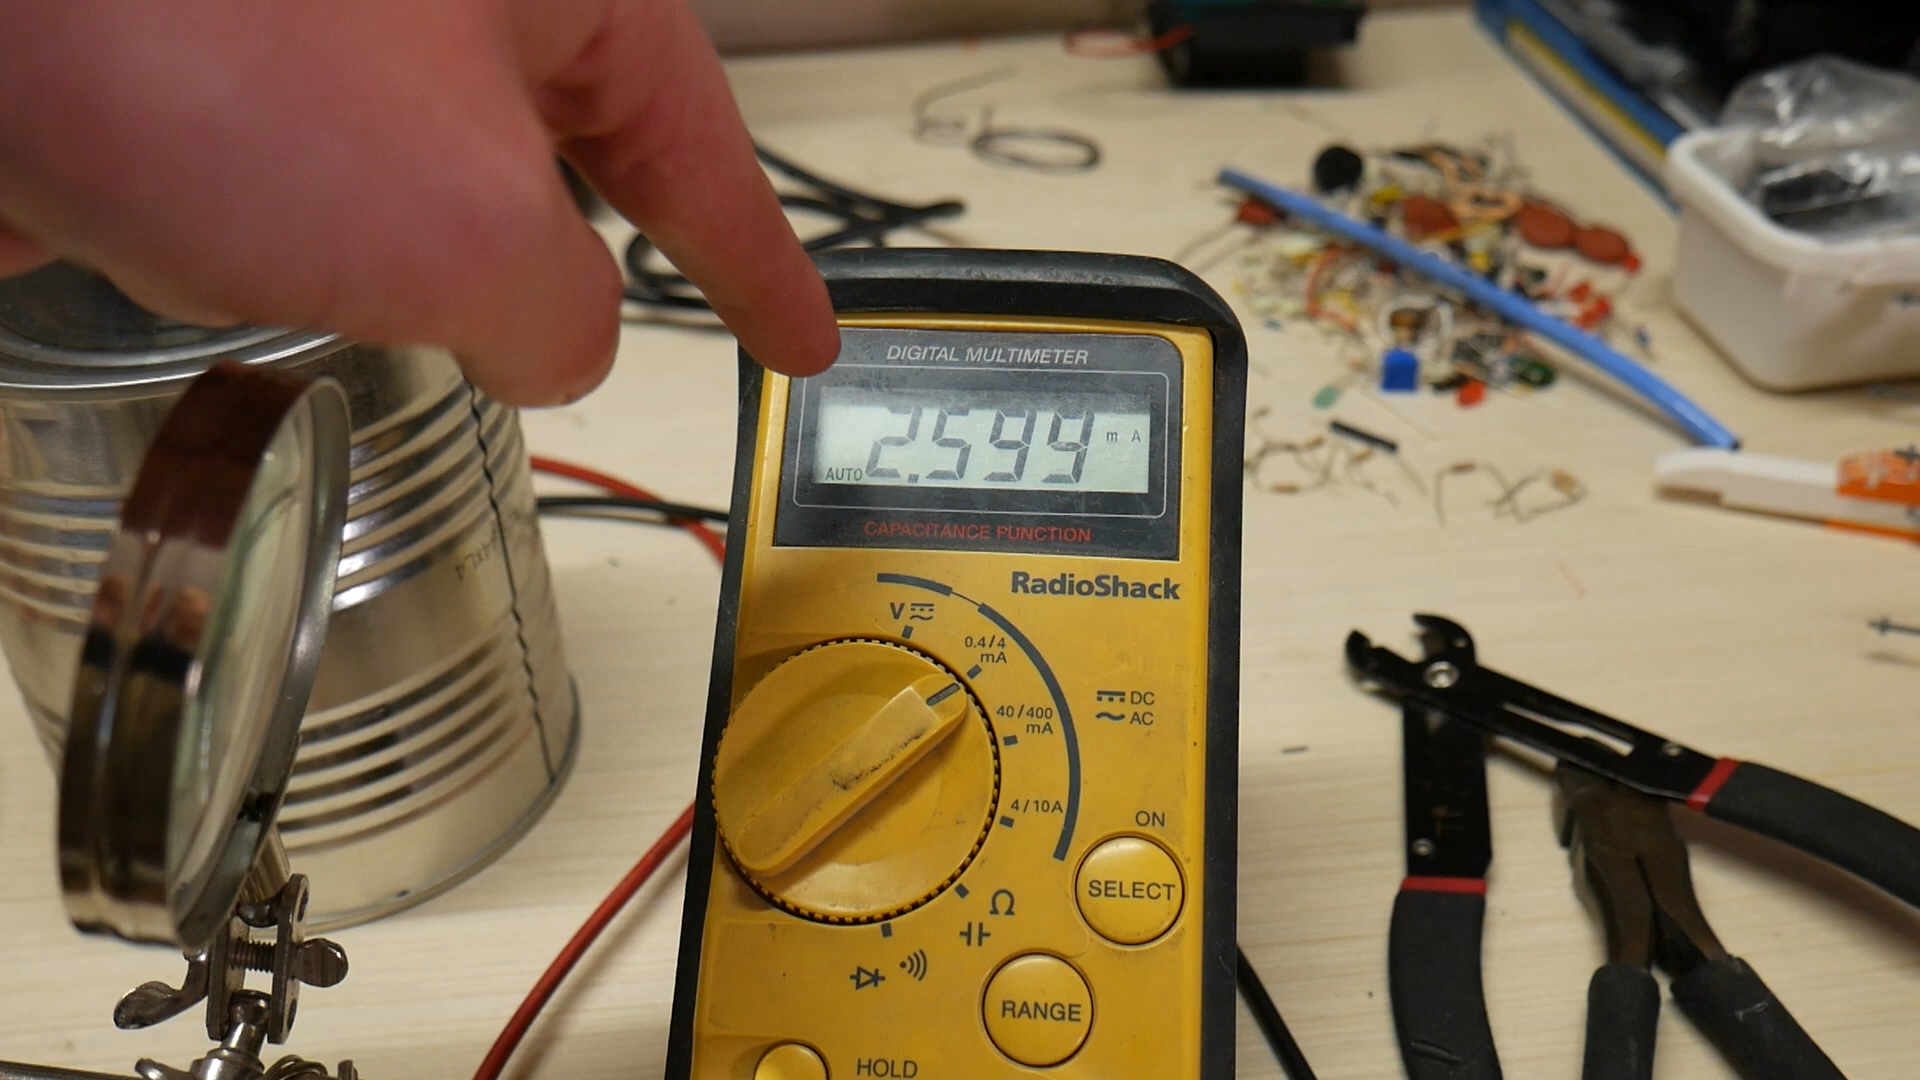 DIGITAL MULTIMETER
2.599 m A
AUTO
CAPACITANCE FUNCTION
RadioShack
V
0.4/4
mA
DC
AC
40/400
mA
4/10A
ON
SELECT
Ω
RANGE
HOLD